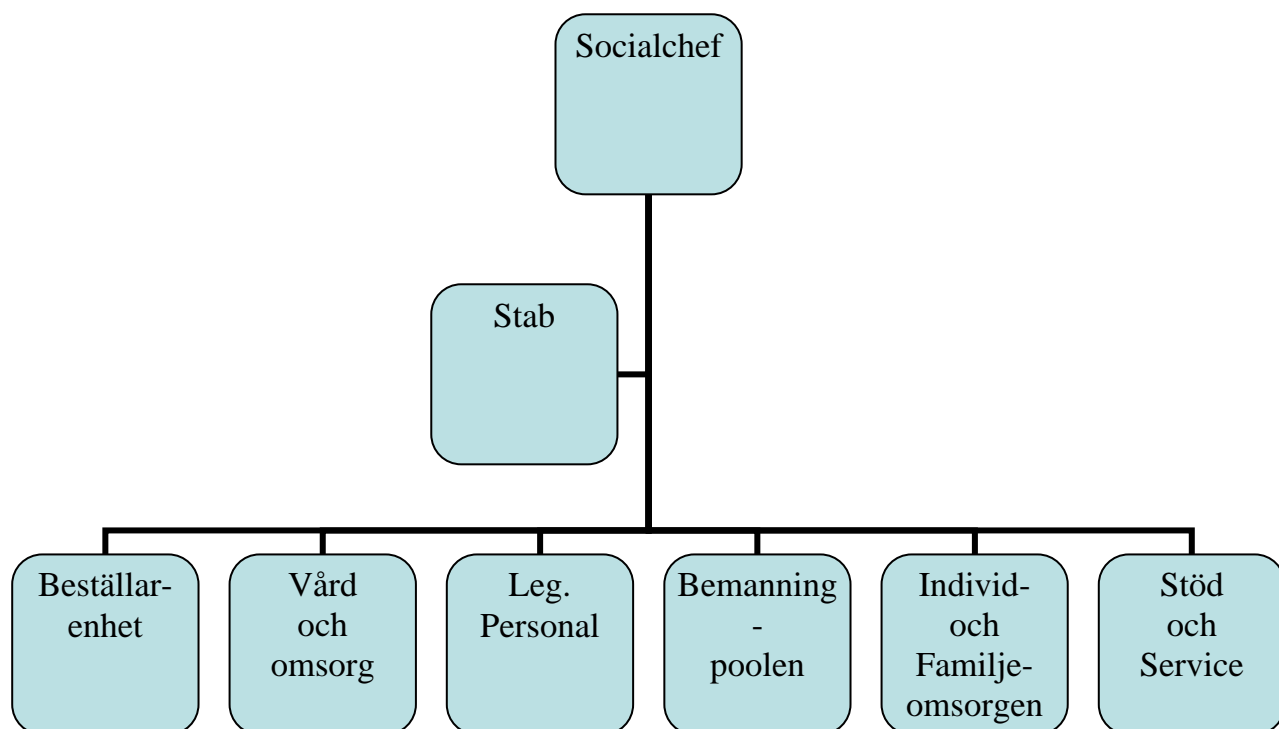 Socialchef
Stab
Beställar-
enhet
Vård
och
omsorg
Leg.
Personal
Bemanning
-
poolen
Individ-
och
Familje-
omsorgen
Stöd
och
Service